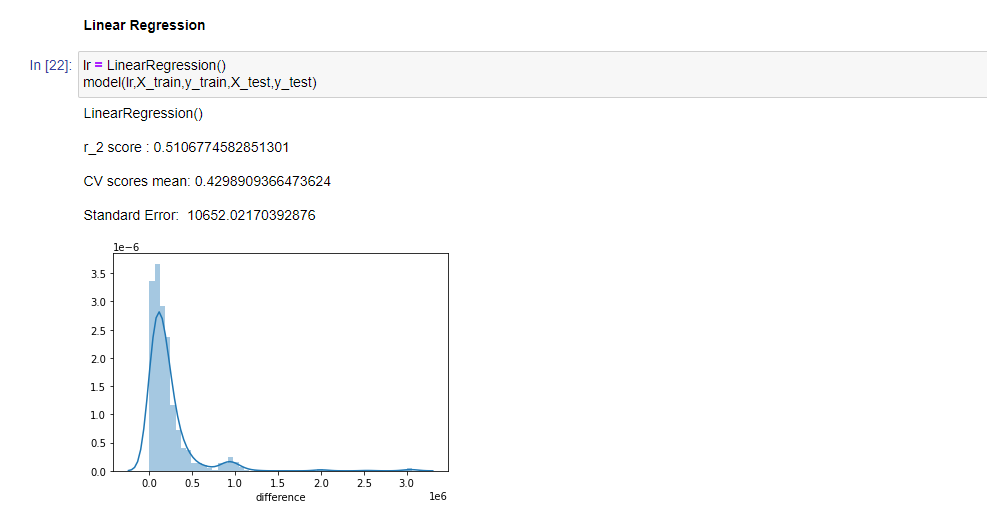 Linear Regression
In [22]: lr = LinearRegression()
model(lr,X_train,y_train,X_test,y_test)
LinearRegression()
r_2 score : 0.5106774582851301
CV scores mean: 0.4298909366473624
Standard Error:  10652.02170392876
1e−6
3.5
3.0
2.5
2.0
1.5
1.0
0.5
0.0
0.0 0.5 1.0 1.5 2.0 2.5 3.0
difference 1e6